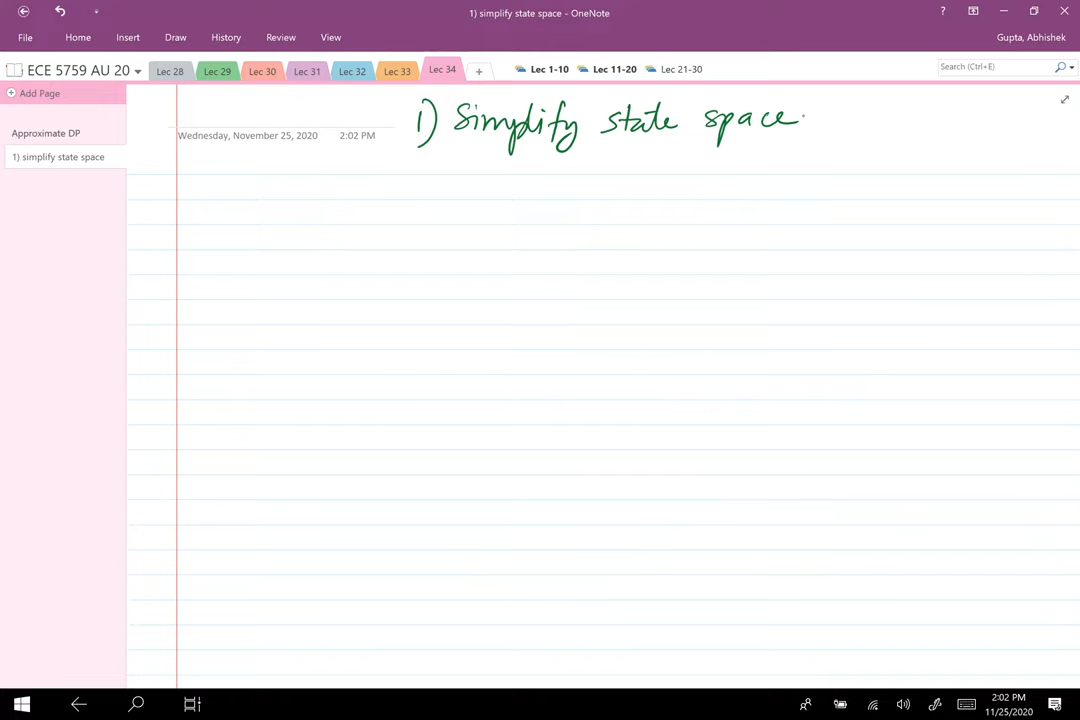 1) simplify state space - OneNote
?
File Home Insert Draw History Review View
Gupta, Abhishek
ECE 5759 AU 20 Lec 28 Lec 29 Lec 30 Lec 31 Lec 32 Lec 33 Lec 34 + Lec 1-10 Lec 11-20 Lec 21-30 Search (Ctrl+E)
Add Page
1) Simplify state space
Wednesday, November 25, 2020 2:02 PM
Approximate DP
1) simplify state space
2:02 PM
11/25/2020